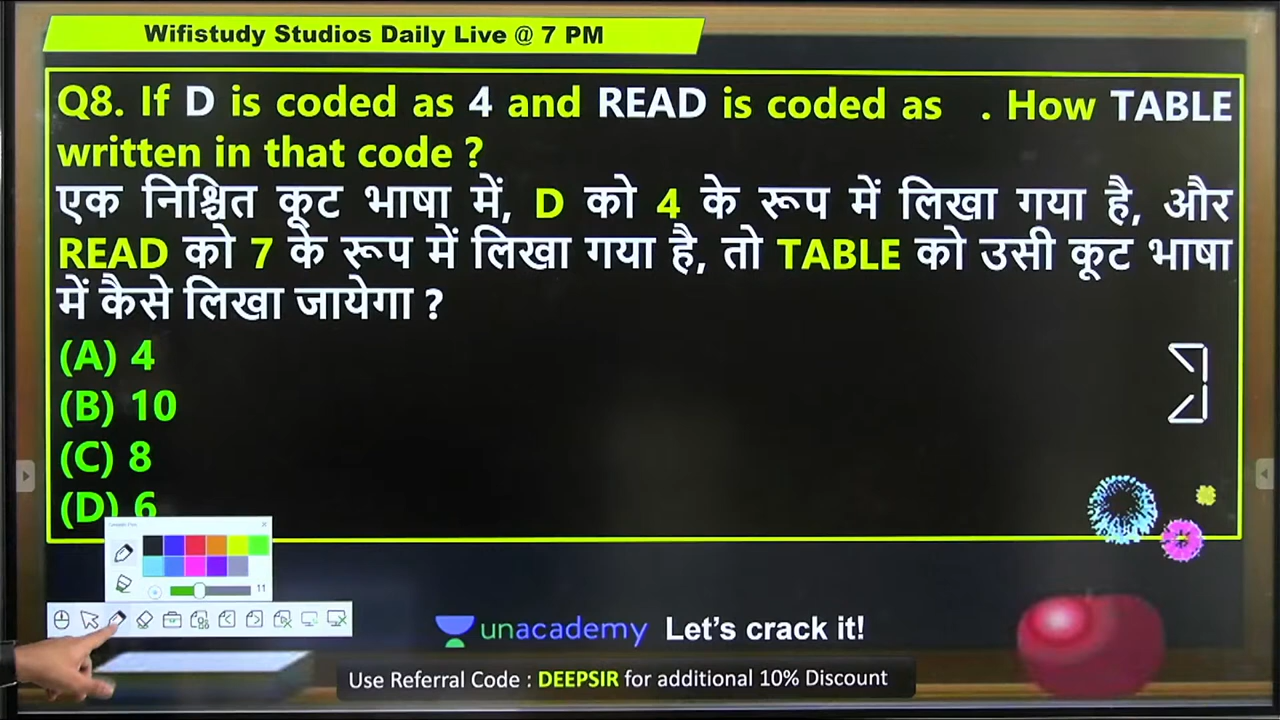 Wifistudy Studios Daily Live @ 7 PM
Q8. If D is coded as 4 and READ is coded as . How TABLE
written in that code ?
एक निश्चित कूट भाषा में, D को 4 के रूप में लिखा गया है, और
READ को 7 के रूप में लिखा गया है, तो TABLE को उसी कूट भाषा
में कैसे लिखा जायेगा ?
(A) 4
(B) 10
(C) 8
(D) 6
11
unacademy Let's crack it!
Use Referral Code : DEEPSIR for additional 10% Discount